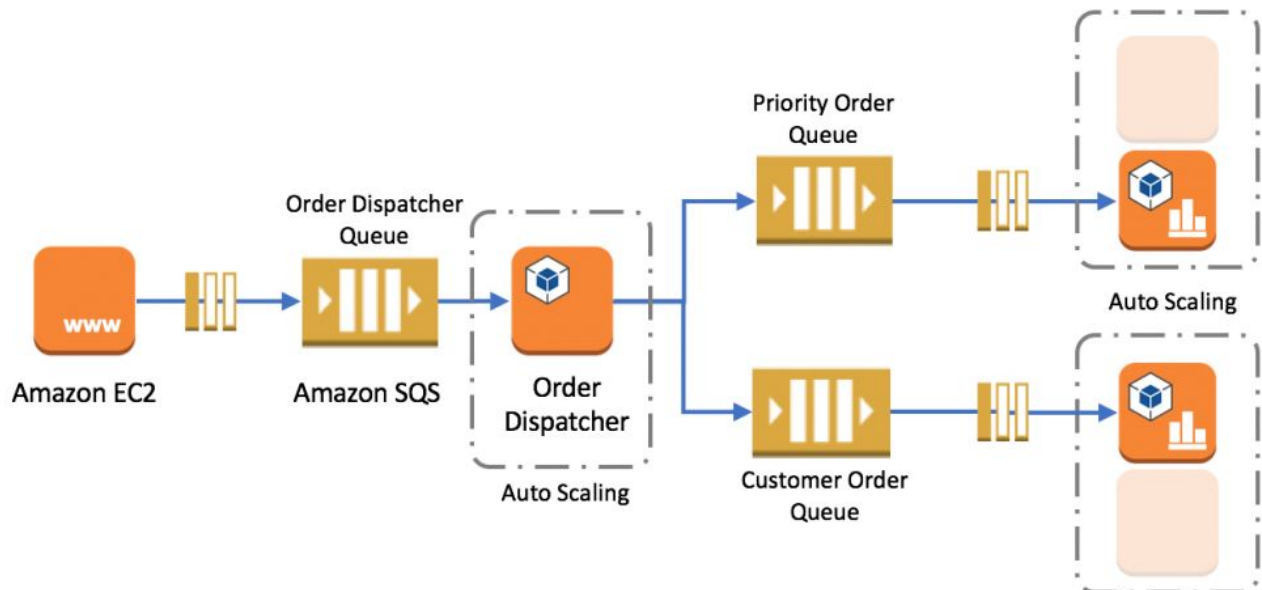 Priority Order
Queue
Order Dispatcher
Queue
www
Amazon EC2
Amazon SQS
Order
Dispatcher
Auto Scaling
Auto Scaling
Customer Order
Queue